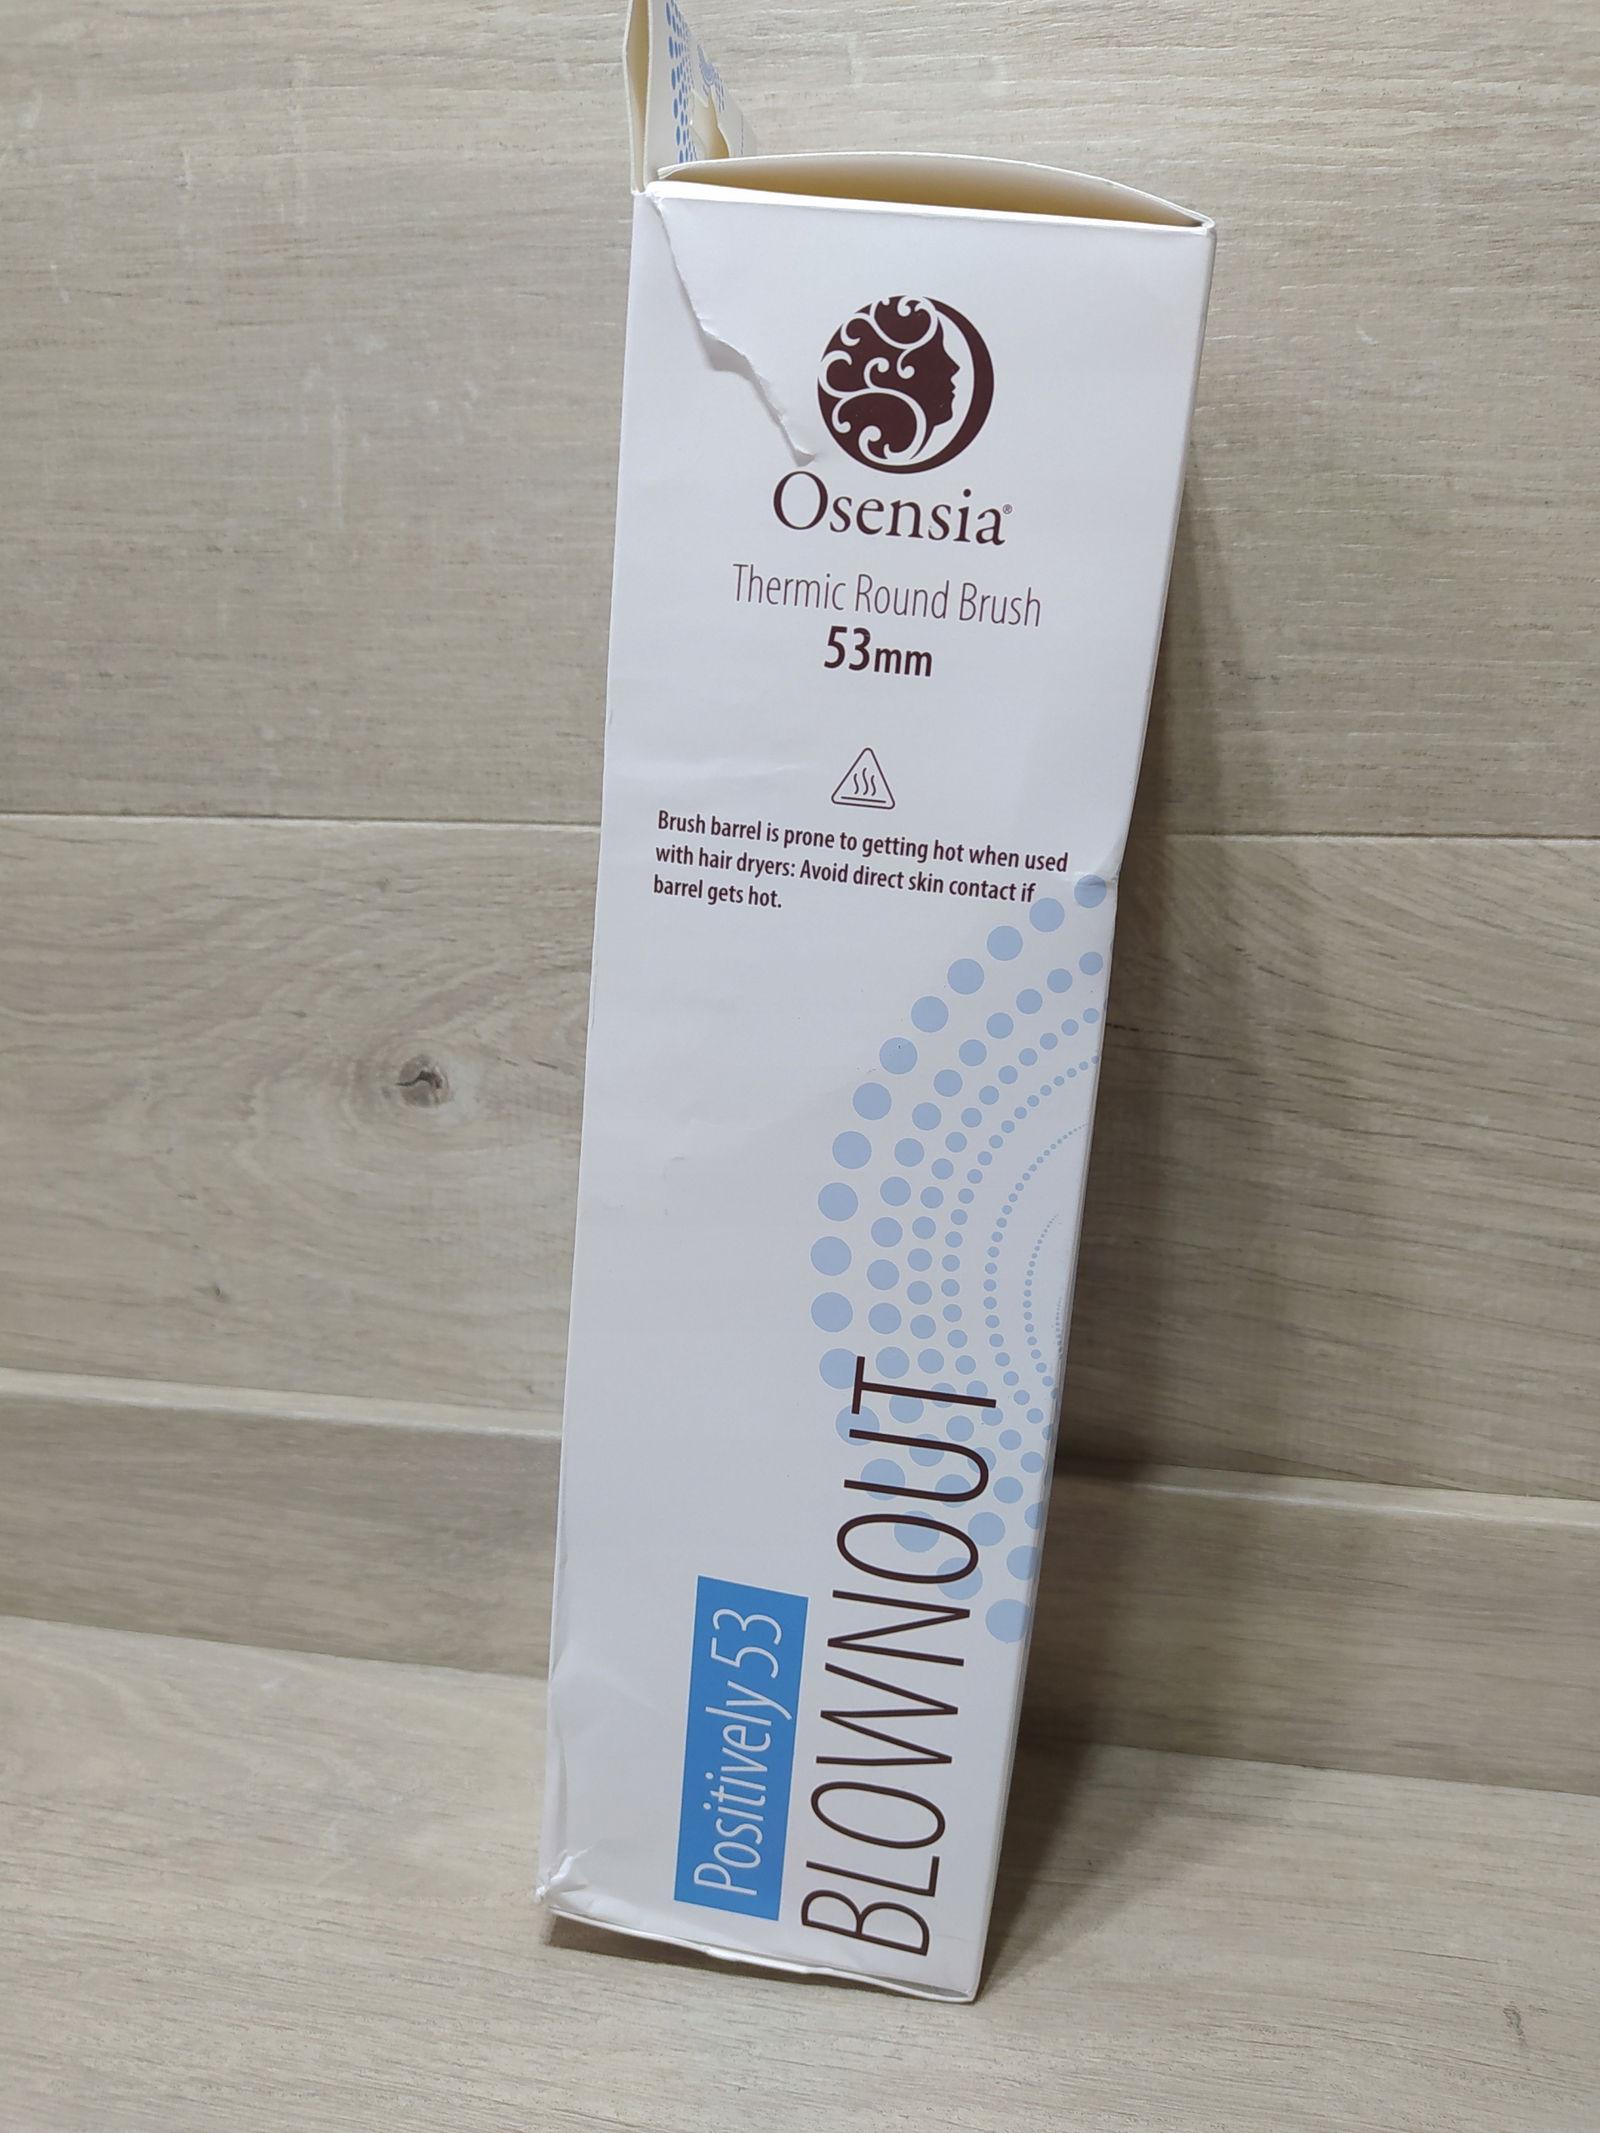 Osensia®
Thermic Round Brush
53mm
Brush barrel is prone to getting hot when used
with hair dryers: Avoid direct skin contact if
barrel gets hot.
Positively 53
BLOWNOUT